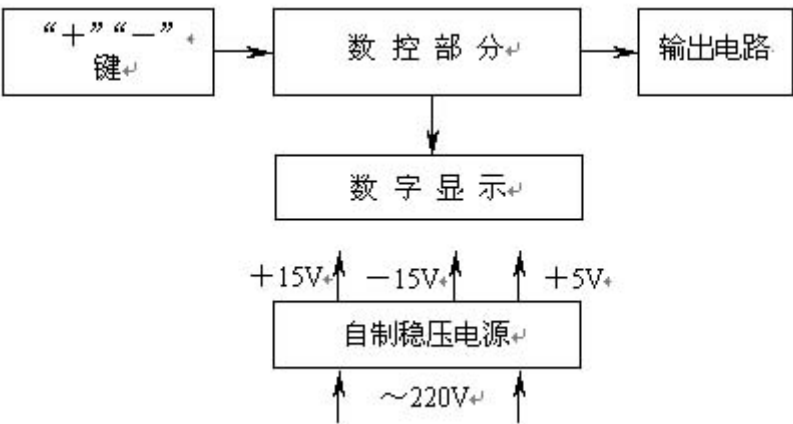 “＋”“－”
键
数 控 部 分
输出电路
数 字 显 示
＋15V
－15V
＋5V
自制稳压电源
～220V